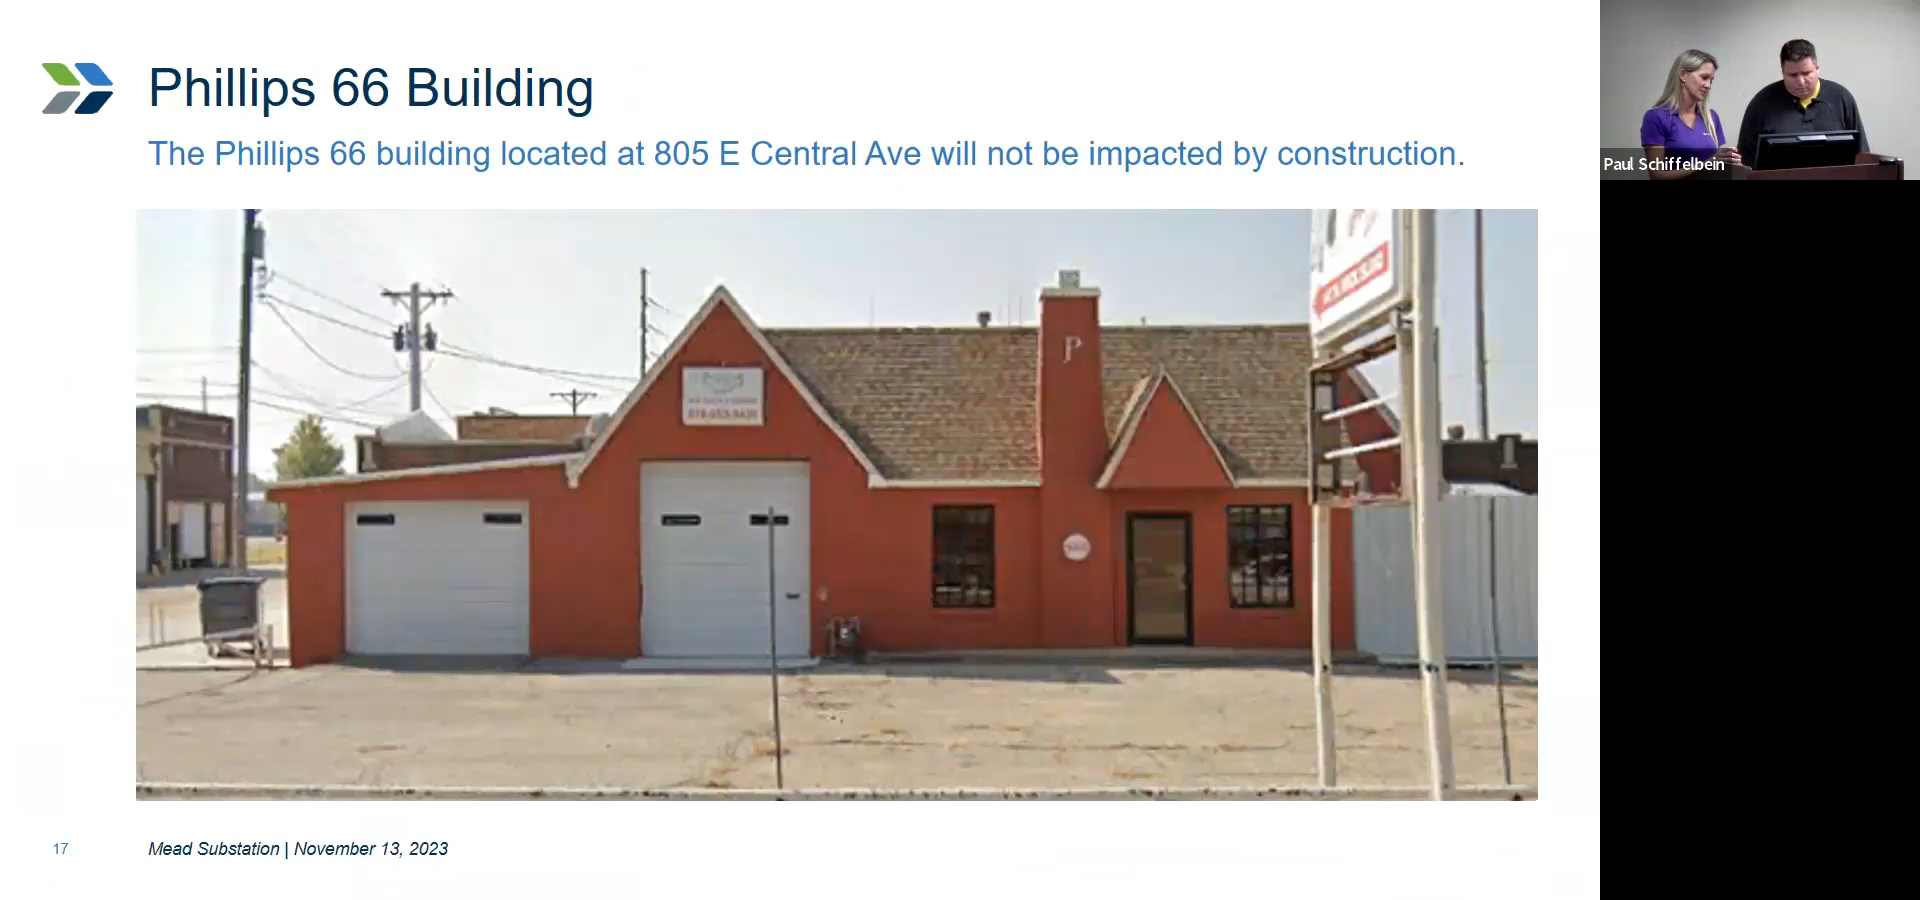 Phillips 66 Building
The Phillips 66 building located at 805 E Central Ave will not be impacted by construction.
P
17
Mead Substation | November 13, 2023
Paul Schiffelbein